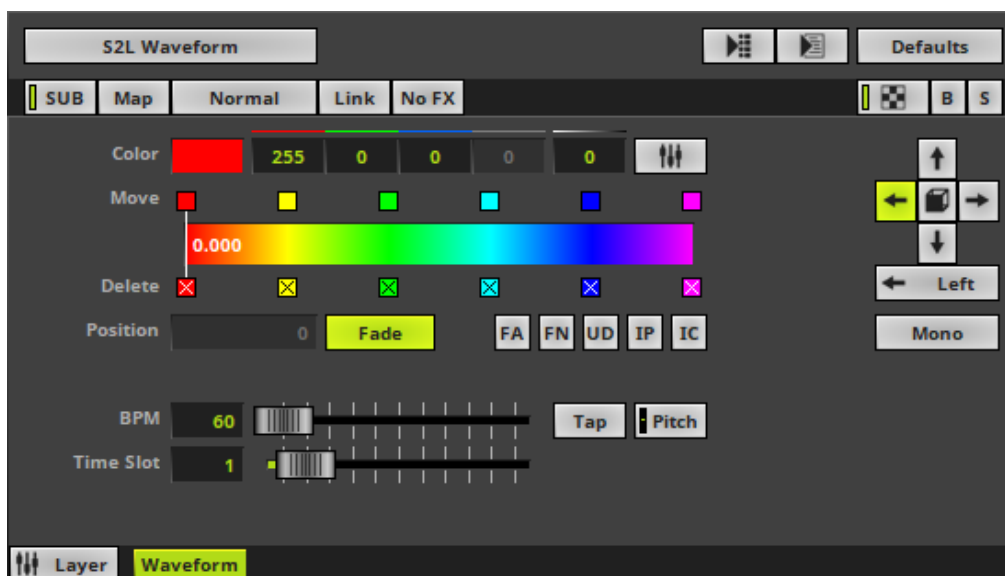 S2L Waveform Defaults
SUB Map Normal Link No FX B S
Color 255 0 0 0 0
Move
0.000
Delete Left
Position 0 Fade FA FN UD IP IC Mono
BPM 60 Tap Pitch
Time Slot 1
Layer Waveform